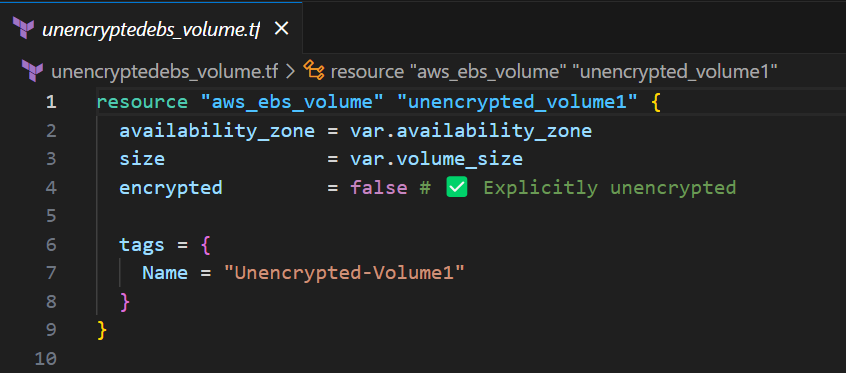 unencryptedebs_volume.tf ×
unencryptedebs_volume.tf > resource "aws_ebs_volume" "unencrypted_volume1"
1 resource "aws_ebs_volume" "unencrypted_volume1" {
2   availability_zone = var.availability_zone
3   size              = var.volume_size
4   encrypted         = false # ✅ Explicitly unencrypted
5
6   tags = {
7     Name = "Unencrypted-Volume1"
8   }
9 }
10